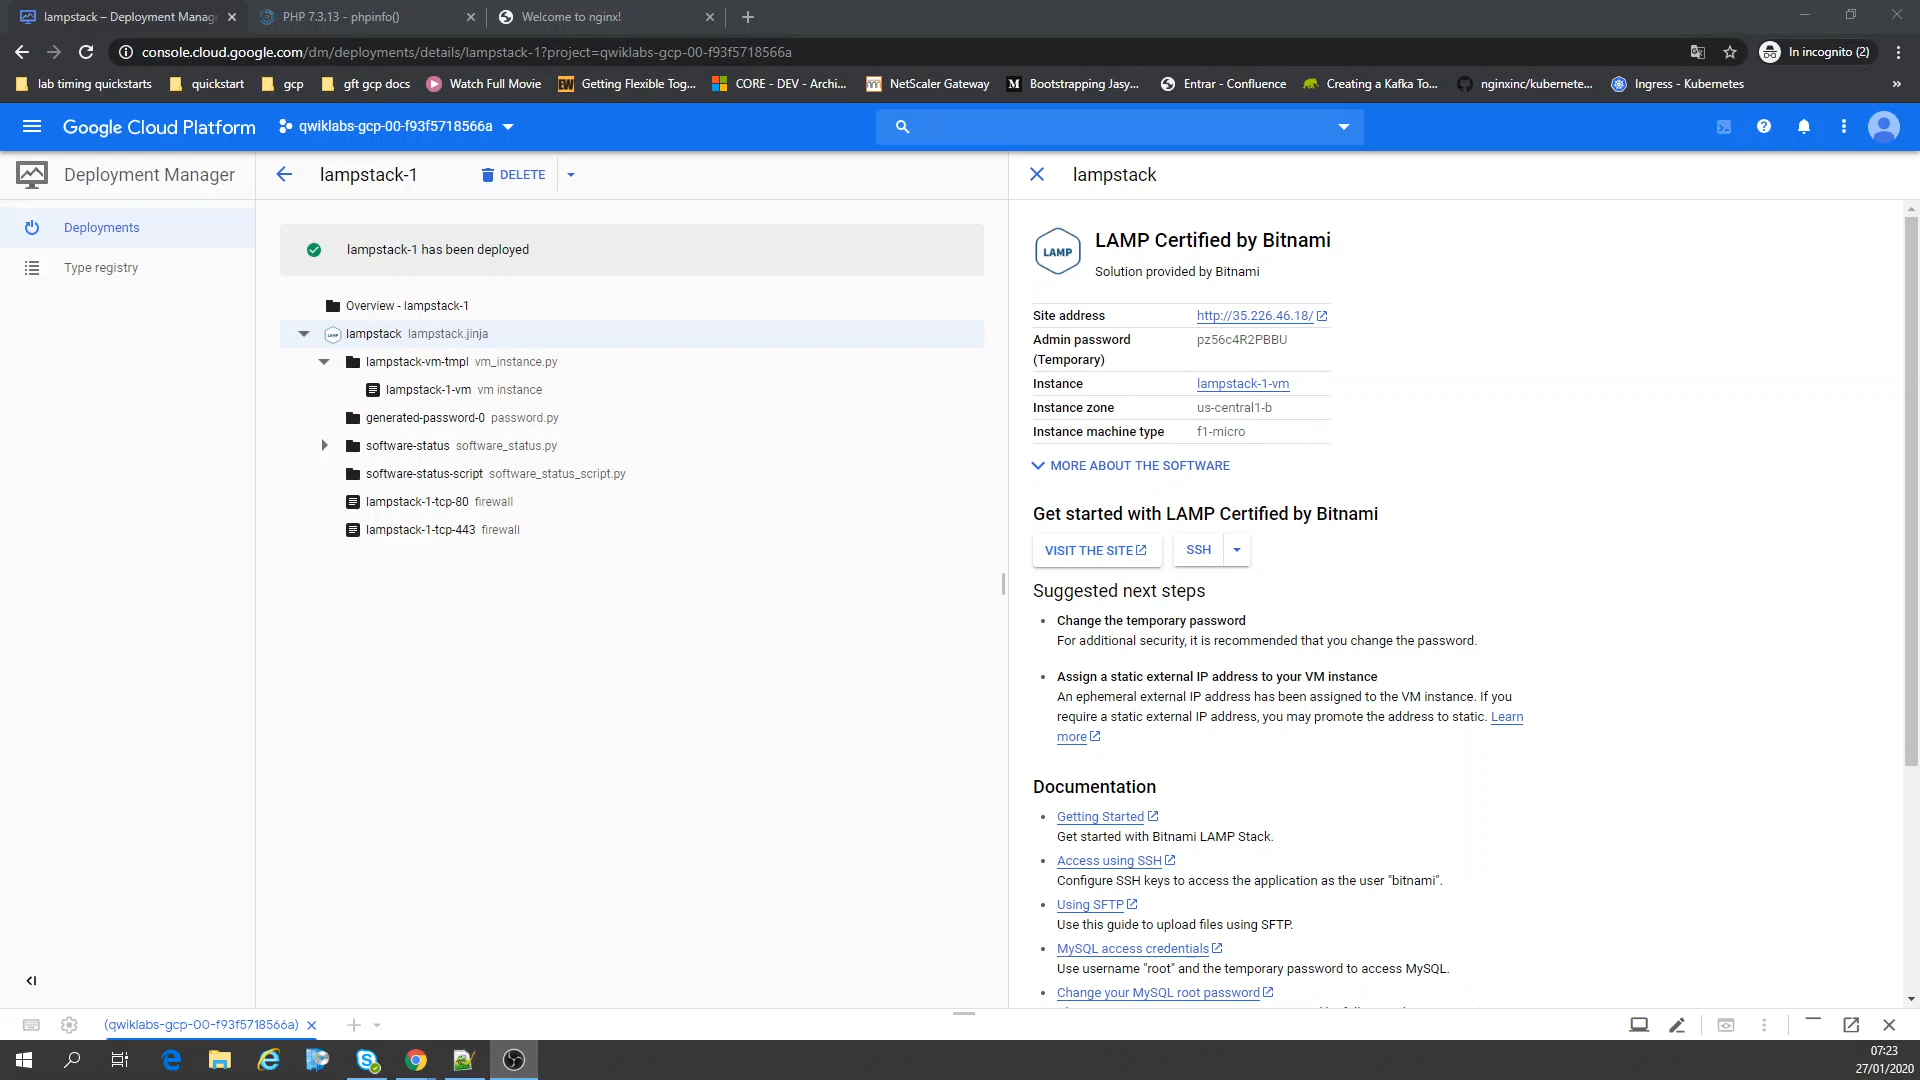 lampstack – Deployment Manag
PHP 7.3.13 - phpinfo()
Welcome to nginx!
console.cloud.google.com/dm/deployments/details/lampstack-1?project=qwiklabs-gcp-00-f93f5718566a
In incognito (2)
lab timing quickstarts
quickstart
gcp
gft gcp docs
Watch Full Movie
EW
Getting Flexible Tog...
CORE - DEV - Archi...
NetScaler Gateway
M
Bootstrapping Jasy...
Entrar - Confluence
Creating a Kafka To...
nginxinc/kubernete...
Ingress - Kubernetes
»
Google Cloud Platform
qwiklabs-gcp-00-f93f5718566a
Deployment Manager
lampstack-1
DELETE
lampstack
Deployments
Type registry
lampstack-1 has been deployed
Overview - lampstack-1
lampstack lampstack.jinja
lampstack-vm-tmpl vm_instance.py
lampstack-1-vm vm instance
generated-password-0 password.py
software-status software_status.py
software-status-script software_status_script.py
lampstack-1-tcp-80 firewall
lampstack-1-tcp-443 firewall
LAMP
LAMP Certified by Bitnami
Solution provided by Bitnami
Site address http://35.226.46.18/
Admin password (Temporary) pz56c4R2PBBU
Instance lampstack-1-vm
Instance zone us-central1-b
Instance machine type f1-micro
MORE ABOUT THE SOFTWARE
Get started with LAMP Certified by Bitnami
VISIT THE SITE
SSH
Suggested next steps
• Change the temporary password
For additional security, it is recommended that you change the password.
• Assign a static external IP address to your VM instance
An ephemeral external IP address has been assigned to the VM instance. If you
require a static external IP address, you may promote the address to static. Learn
more
Documentation
• Getting Started
Get started with Bitnami LAMP Stack.
• Access using SSH
Configure SSH keys to access the application as the user "bitnami".
• Using SFTP
Use this guide to upload files using SFTP.
• MySQL access credentials
Use username "root" and the temporary password to access MySQL.
• Change your MySQL root password
(qwiklabs-gcp-00-f93f5718566a)
07:23
27/01/2020